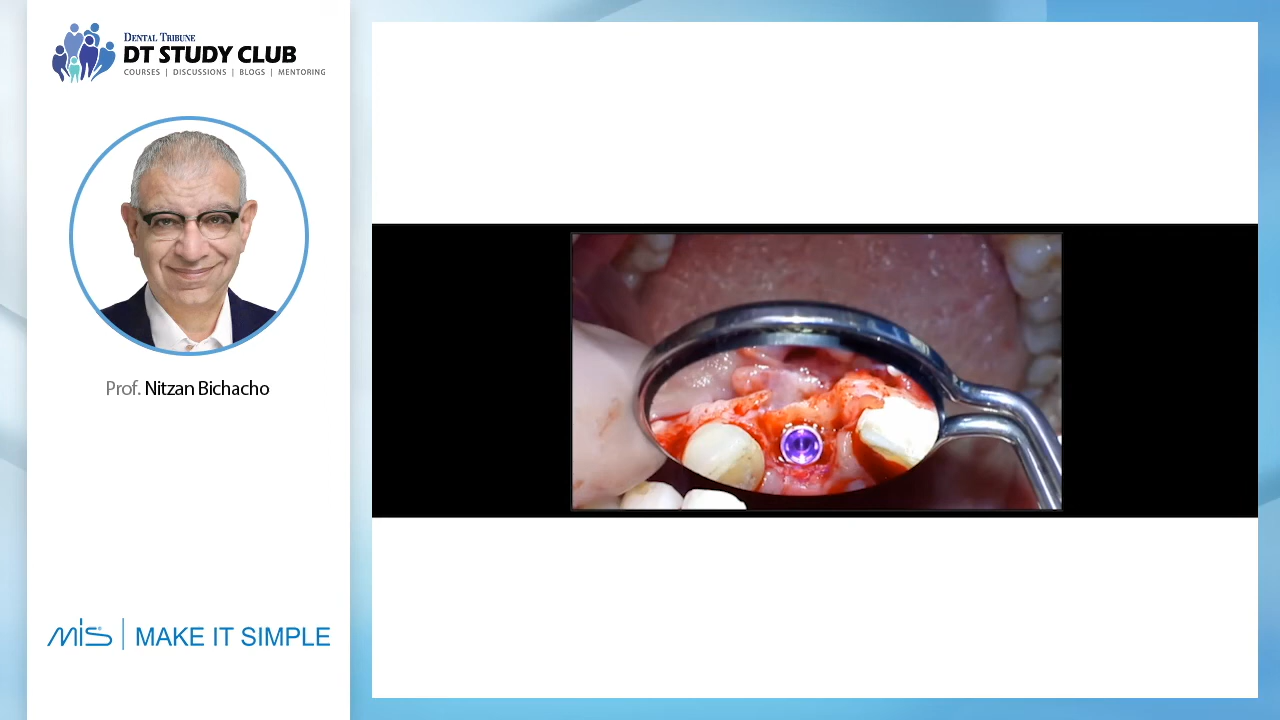 DENTAL TRIBUNE
DT STUDY CLUB
COURSES | DISCUSSIONS | BLOGS | MENTORING
Prof. Nitzan Bichacho
MIS® | MAKE IT SIMPLE